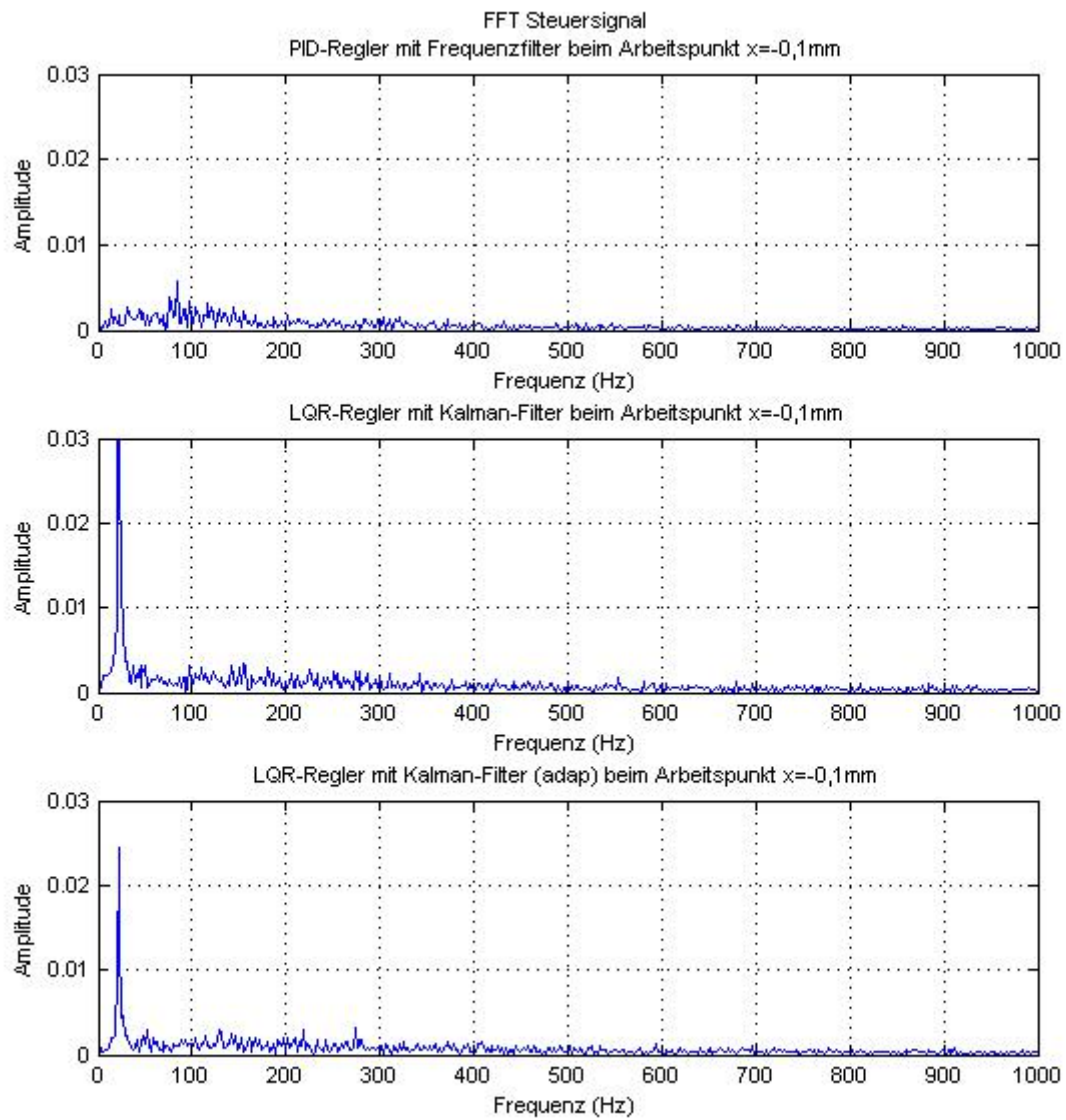 FFT Steuersignal
PID-Regler mit Frequenzfilter beim Arbeitspunkt x=-0,1mm
0.03
0.02
0.01
0
Amplitude
0 100 200 300 400 500 600 700 800 900 1000
Frequenz (Hz)
LQR-Regler mit Kalman-Filter beim Arbeitspunkt x=-0,1mm
0.03
0.02
0.01
0
Amplitude
0 100 200 300 400 500 600 700 800 900 1000
Frequenz (Hz)
LQR-Regler mit Kalman-Filter (adap) beim Arbeitspunkt x=-0,1mm
0.03
0.02
0.01
0
Amplitude
0 100 200 300 400 500 600 700 800 900 1000
Frequenz (Hz)